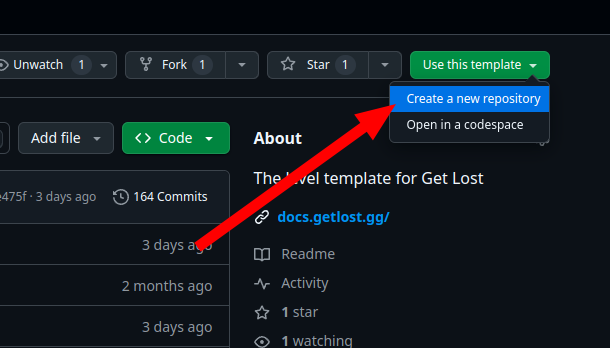 Unwatch 1
Fork 1
Star 1
Use this template
Create a new repository
Open in a codespace
Add file
Code
About
The level template for Get Lost
e475f · 3 days ago
164 Commits
docs.getlost.gg/
3 days ago
Readme
2 months ago
Activity
1 star
3 days ago
1 watching